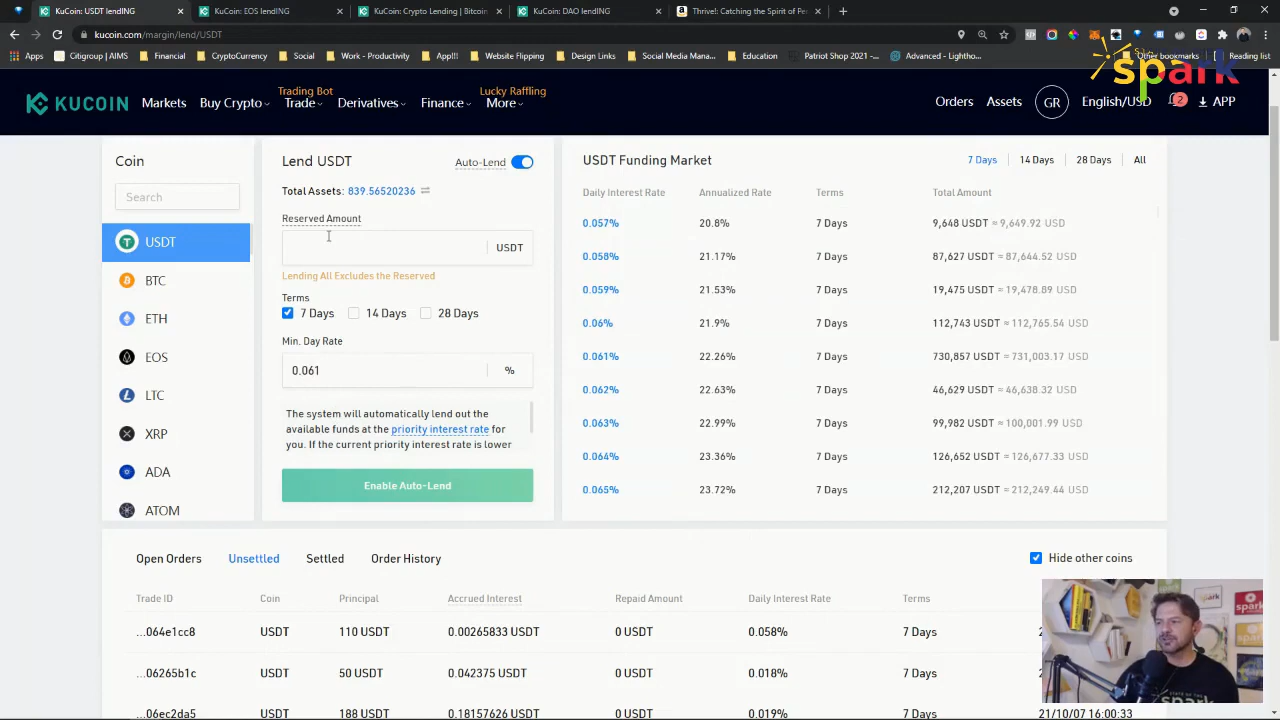 KuCoin: USDT lendING
KuCoin: EOS lendING
KuCoin: Crypto Lending | Bitcoin
KuCoin: DAO lendING
Thrive!: Catching the Spirit of Pe
kucoin.com/margin/lend/USDT
Apps
Citigroup | AIMS
Financial
CryptoCurrency
Social
Amount - Productivity
App!!!
Website Flipping
Design Links
Social Media Mana...
Education
Patriot Shop 2021 -...
Advanced - Lightho...
Other bookmarks
Reading list
spark
KUCOIN
Markets
Buy Crypto
Trading Bot
Trade
Derivatives
Finance
Lucky Raffling
More
Orders
Assets
GR
English/USD
2
APP
Coin
Search
USDT
BTC
ETH
EOS
LTC
XRP
ADA
ATOM
Lend USDT
Auto-Lend
Total Assets: 839.56520236
Reserved Amount
USDT
Lending All Excludes the Reserved
Terms
7 Days 14 Days 28 Days
Min. Day Rate
0.061 %
The system will automatically lend out the
available funds at the priority interest rate for
you. If the current priority interest rate is lower
Enable Auto-Lend
USDT Funding Market
7 Days 14 Days 28 Days All
Daily Interest Rate Annualized Rate Terms Total Amount
0.057% 20.8% 7 Days 9,648 USDT ≈ 9,649.92 USD
0.058% 21.17% 7 Days 87,627 USDT ≈ 87,644.52 USD
0.059% 21.53% 7 Days 19,475 USDT ≈ 19,478.89 USD
0.06% 21.9% 7 Days 112,743 USDT ≈ 112,765.54 USD
0.061% 22.26% 7 Days 730,857 USDT ≈ 731,003.17 USD
0.062% 22.63% 7 Days 46,629 USDT ≈ 46,638.32 USD
0.063% 22.99% 7 Days 99,982 USDT ≈ 100,001.99 USD
0.064% 23.36% 7 Days 126,652 USDT ≈ 126,677.33 USD
0.065% 23.72% 7 Days 212,207 USDT ≈ 212,249.44 USD
Open Orders Unsettled Settled Order History
Hide other coins
Trade ID Coin Principal Accrued Interest Repaid Amount Daily Interest Rate Terms
...064e1cc8 USDT 110 USDT 0.00265833 USDT 0 USDT 0.058% 7 Days
...06265b1c USDT 50 USDT 0.042375 USDT 0 USDT 0.018% 7 Days
...06ec2da5 USDT 188 USDT 0.18157626 USDT 0 USDT 0.019% 7 Days 21/10/07 16:00:33
spark
spark